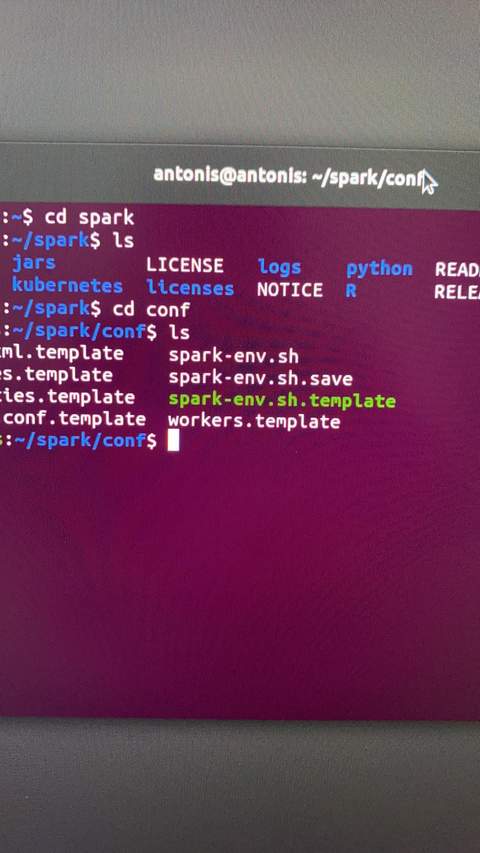 antonis@antonis: ~/spark/conf
:~$ cd spark
:~/spark$ ls
jars LICENSE logs python READ
kubernetes licenses NOTICE R RELE
:~/spark$ cd conf
:~/spark/conf$ ls
ml.template spark-env.sh
es.template spark-env.sh.save
ties.template spark-env.sh.template
.conf.template workers.template
s:~/spark/conf$